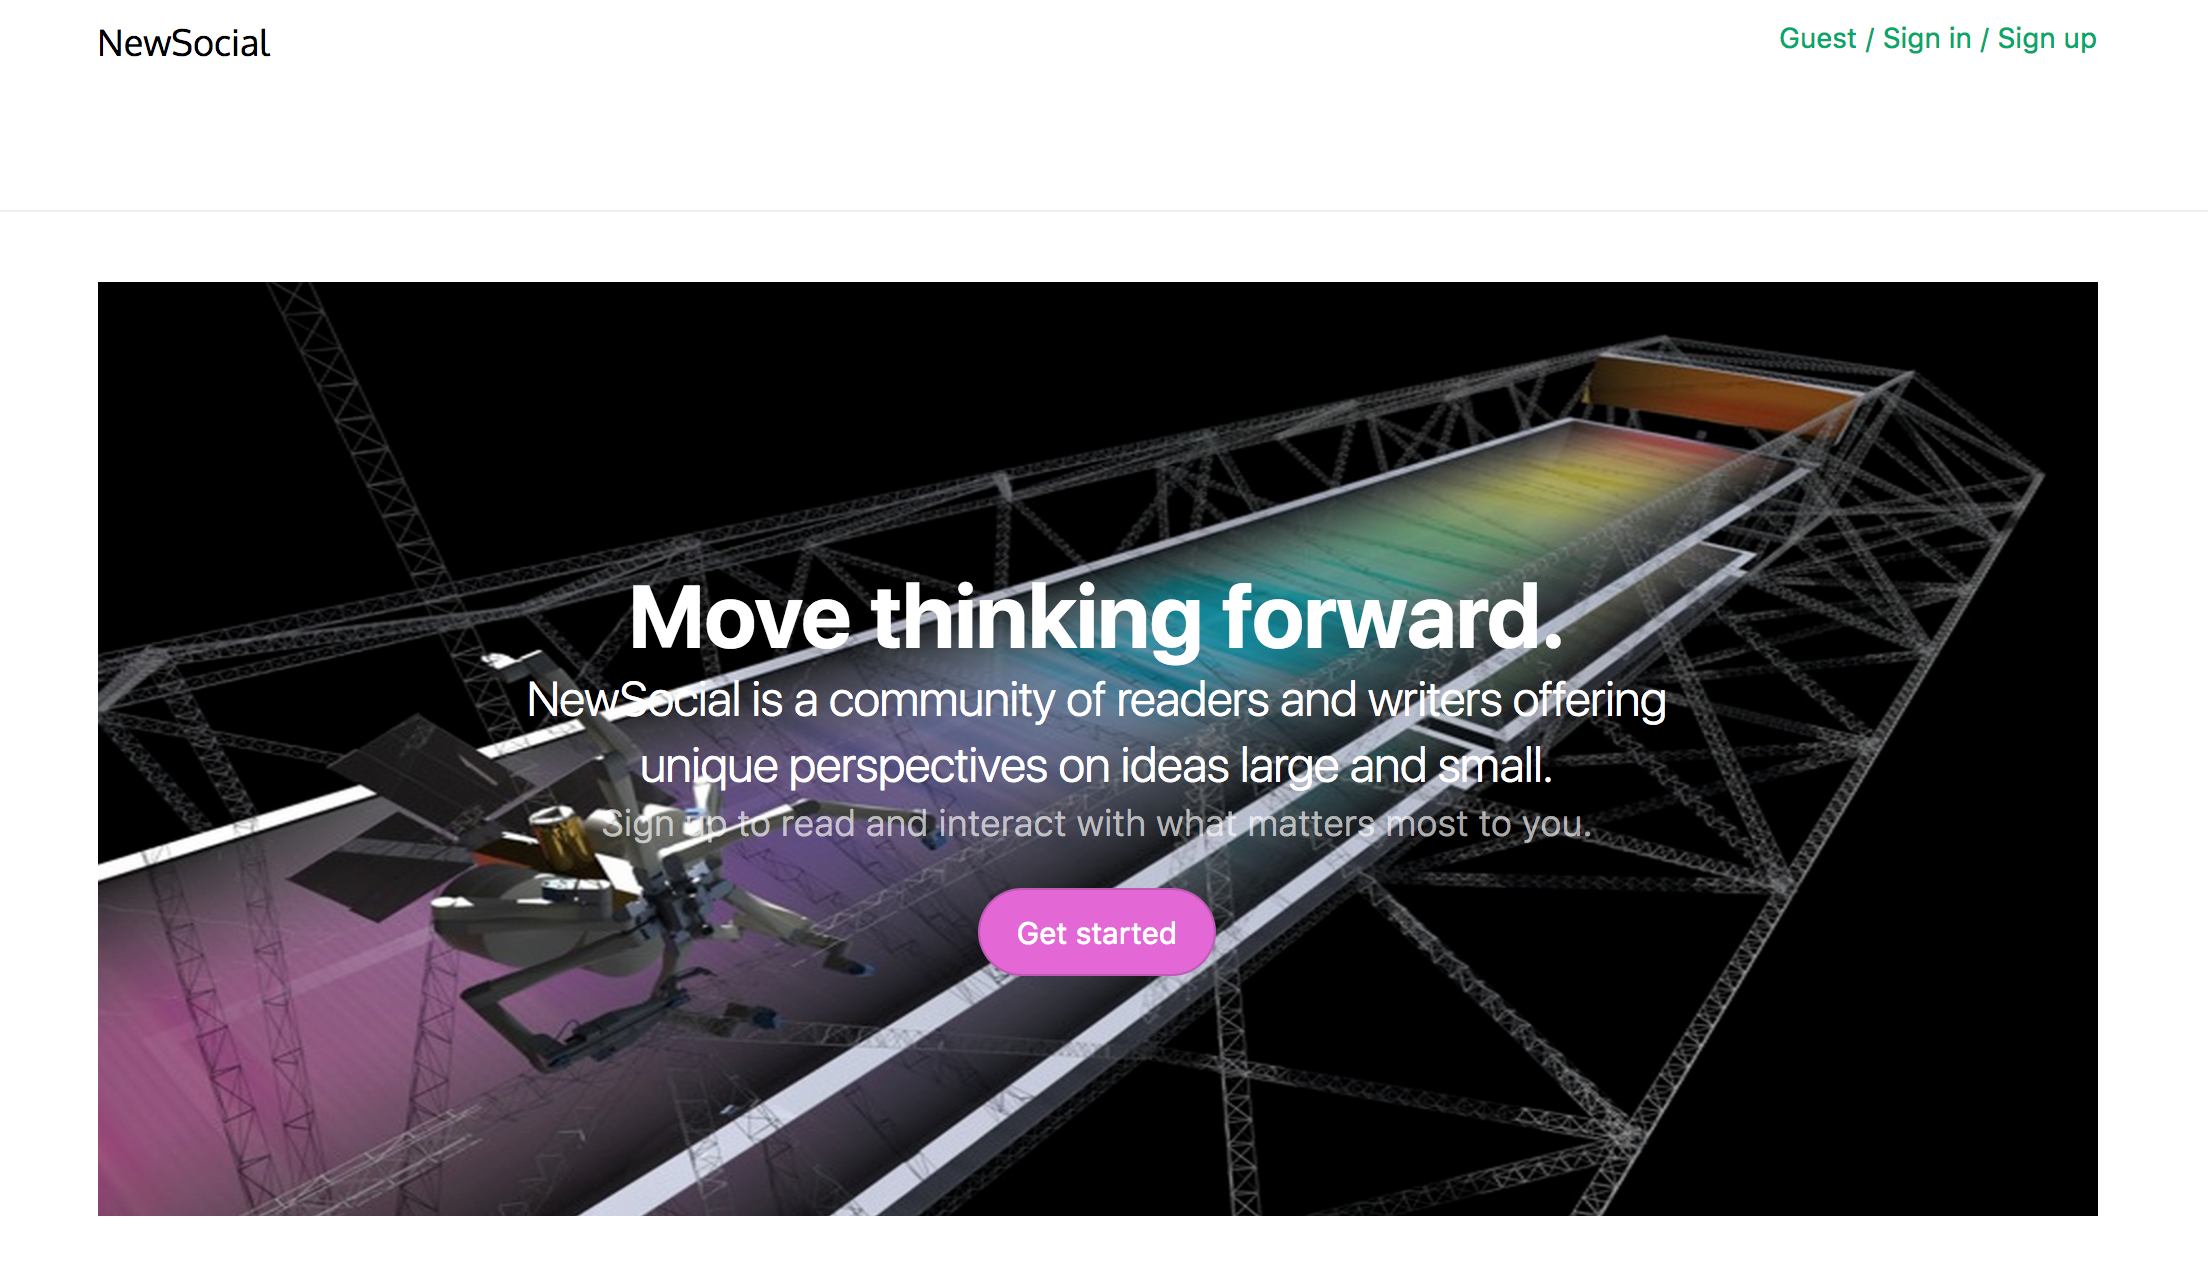 NewSocial
Guest / Sign in / Sign up
Move thinking forward.
NewSocial is a community of readers and writers offering
unique perspectives on ideas large and small.
Sign up to read and interact with what matters most to you.
Get started